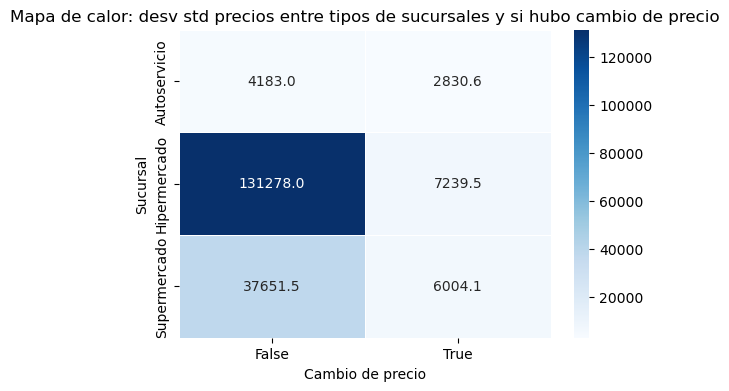 Mapa de calor: desv std precios entre tipos de sucursales y si hubo cambio de precio
Sucursal
Autoservicio
Hipermercado
Supermercado
4183.0 2830.6
131278.0 7239.5
37651.5 6004.1
False True
Cambio de precio
120000
100000
80000
60000
40000
20000